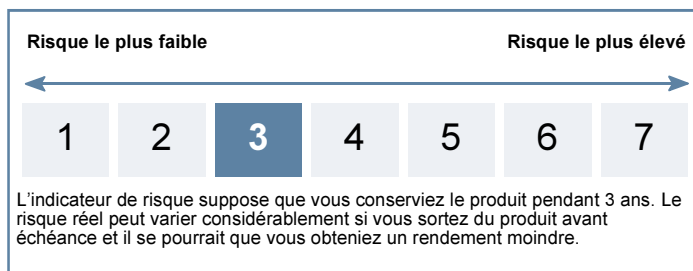 Risque le plus faible Risque le plus élevé
1 2 3 4 5 6 7
L'indicateur de risque suppose que vous conserviez le produit pendant 3 ans. Le
risque réel peut varier considérablement si vous sortez du produit avant
échéance et il se pourrait que vous obteniez un rendement moindre.